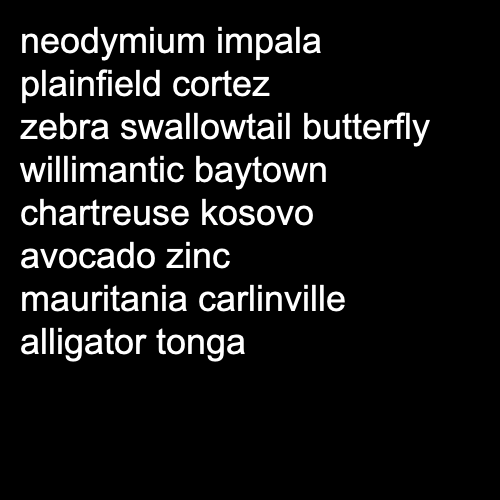 neodymium impala
plainfield cortez
zebra swallowtail butterfly
willimantic baytown
chartreuse kosovo
avocado zinc
mauritania carlinville
alligator tonga